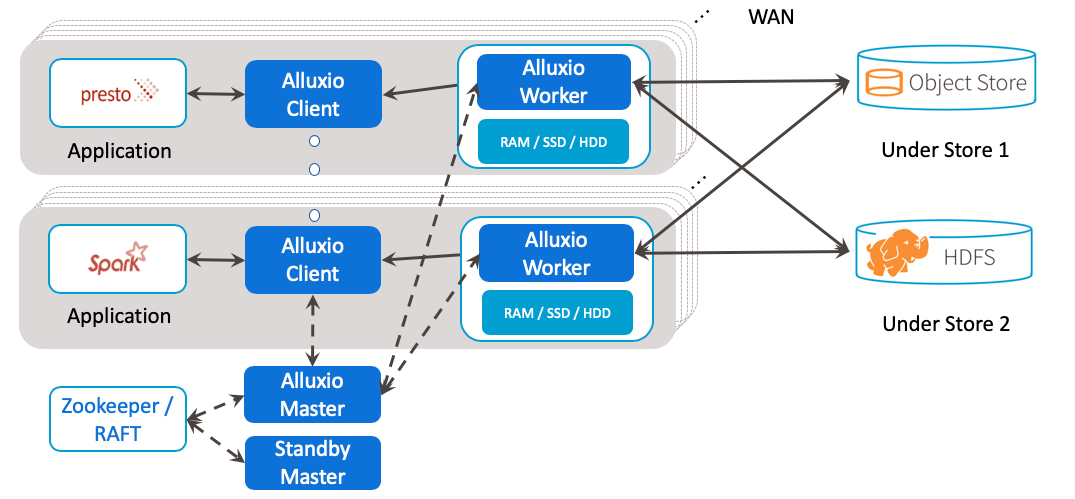 WAN
presto
Alluxio
Client
Alluxio
Worker
RAM / SSD / HDD
Object Store
Application
Under Store 1
Spark
Alluxio
Client
Alluxio
Worker
RAM / SSD / HDD
HDFS
Application
Under Store 2
Zookeeper /
RAFT
Alluxio
Master
Standby
Master